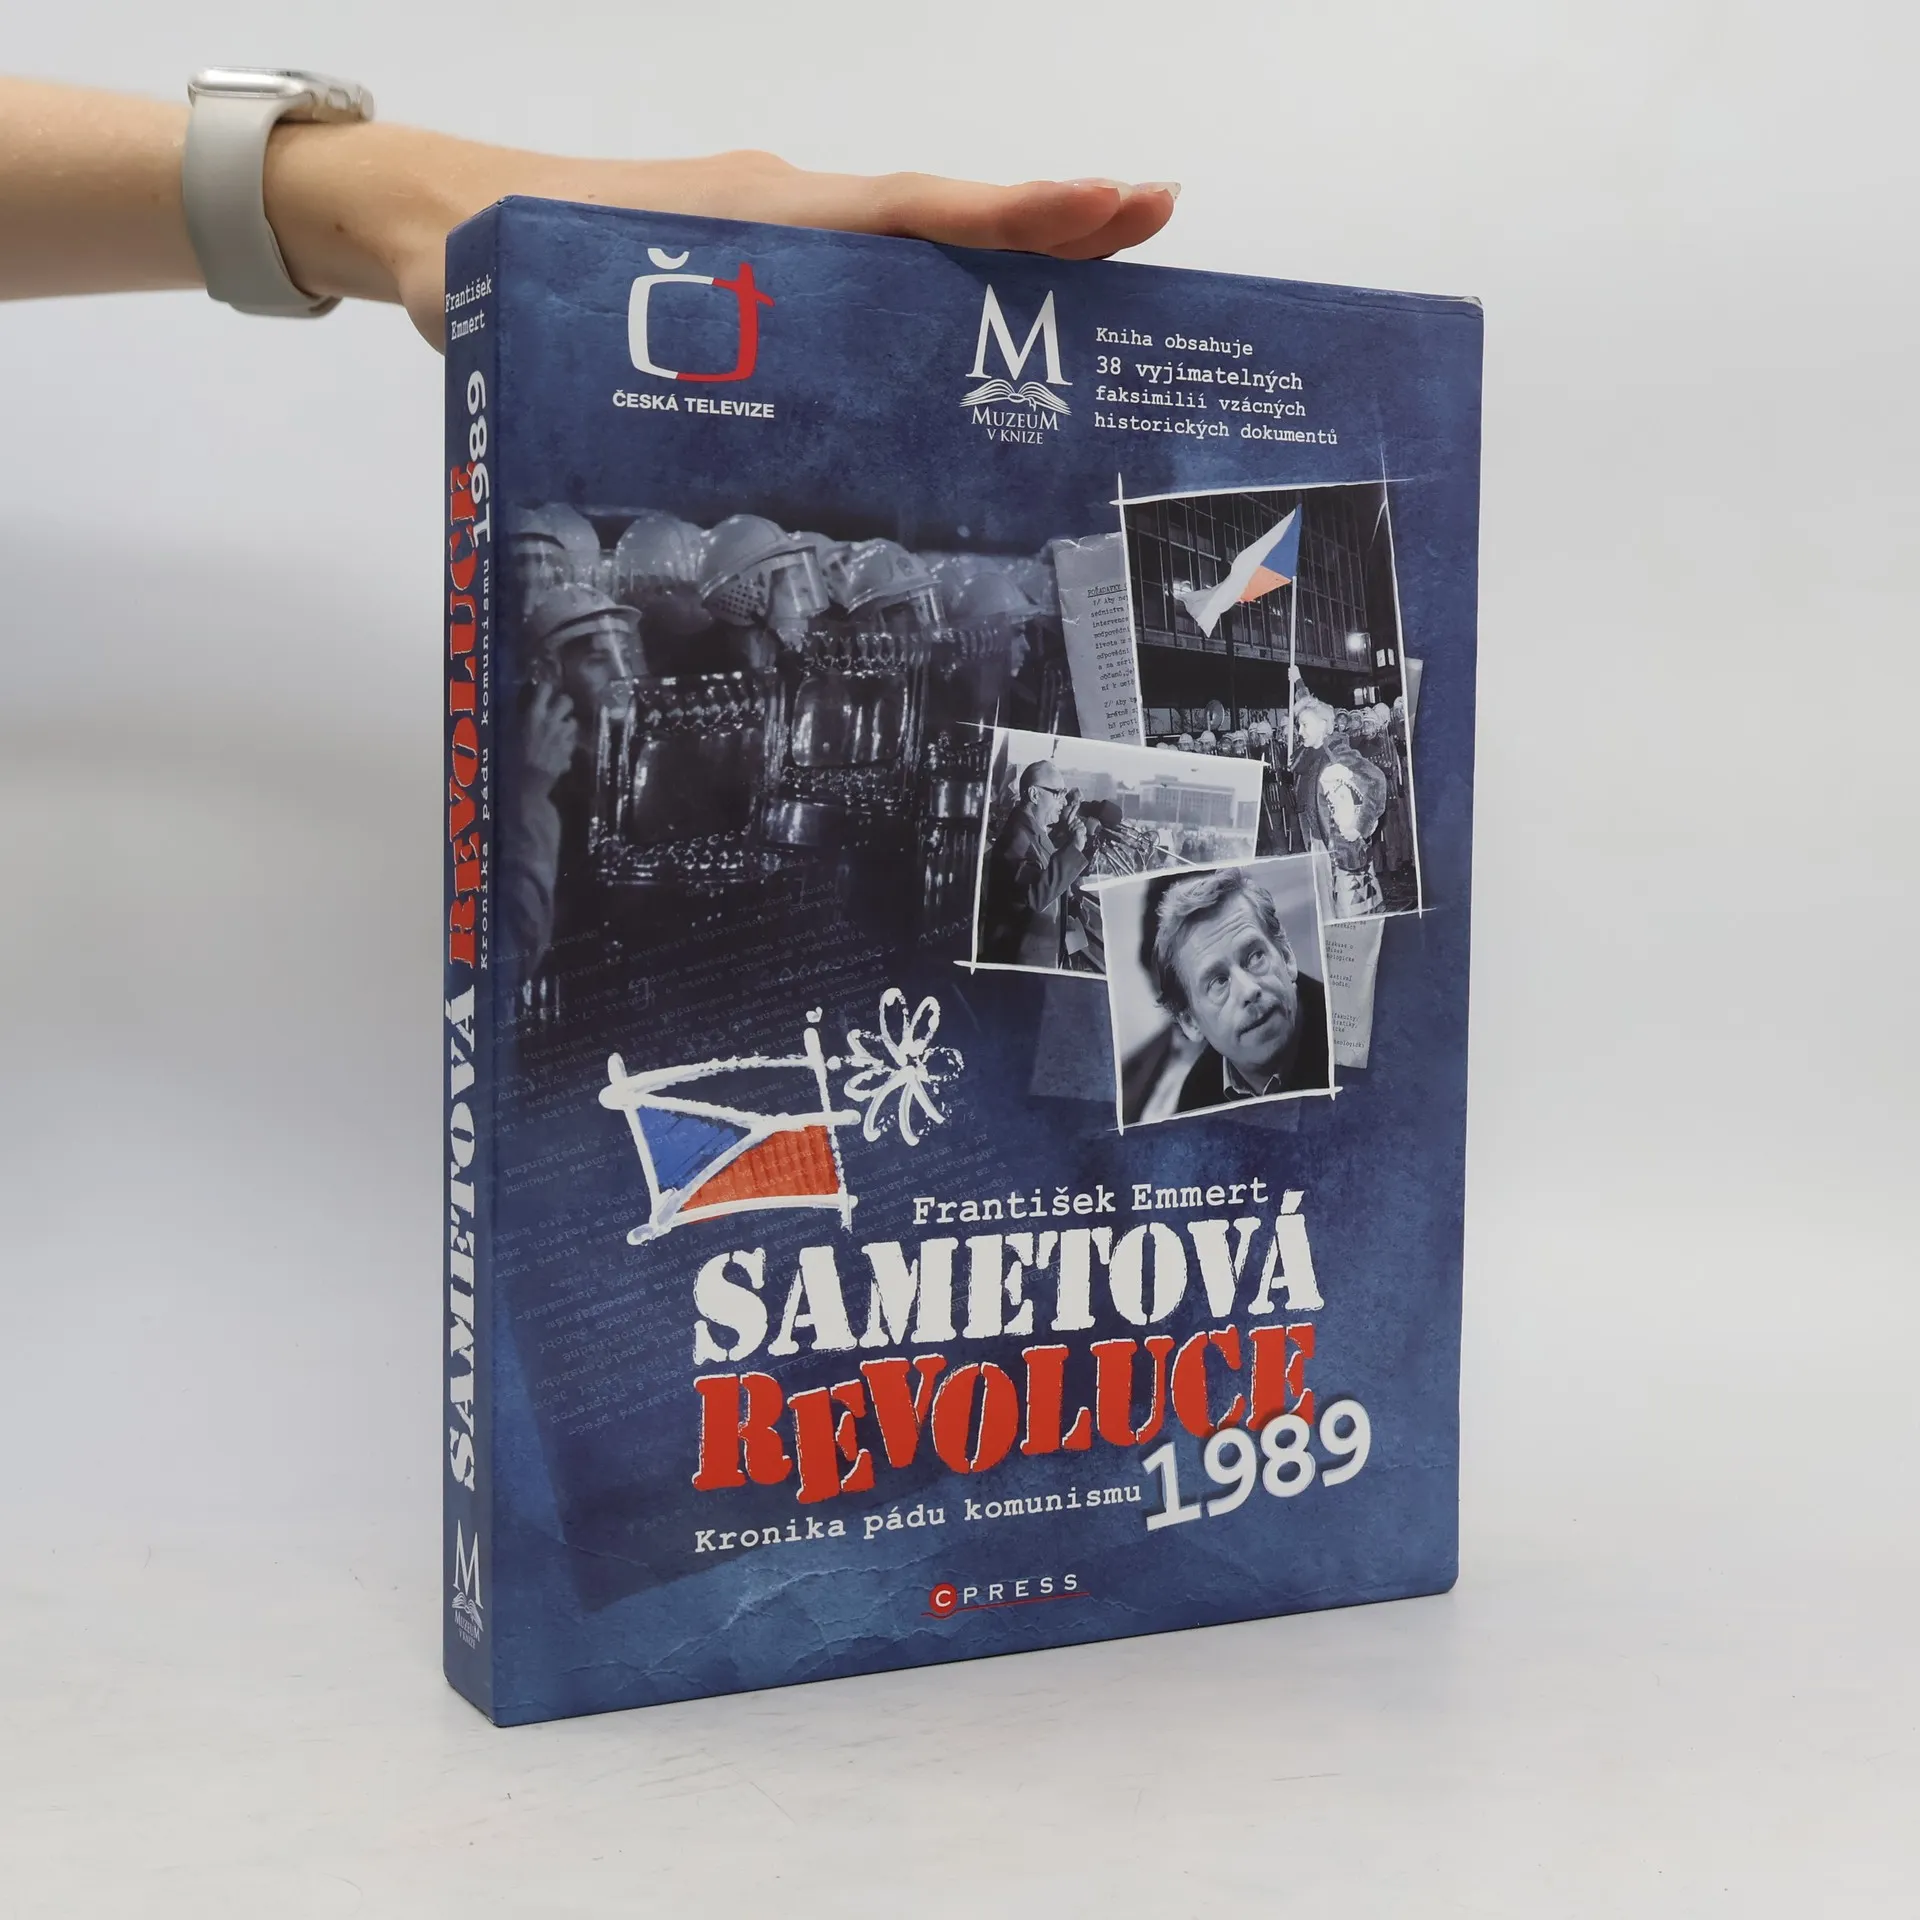 František
Emmert
SAMETOVÁ REVOLUCE 1989
Kronika pádu komunismu
MUZEUM
V KNIZE
ČT
ČESKÁ TELEVIZE
M
MUZEUM
V KNIZE
Kniha obsahuje
38 vyjímatelných
faksimilií vzácných
historických dokumentů
František Emmert
SAMETOVÁ
REVOLUCE
1989
Kronika pádu komunismu
CPRESS